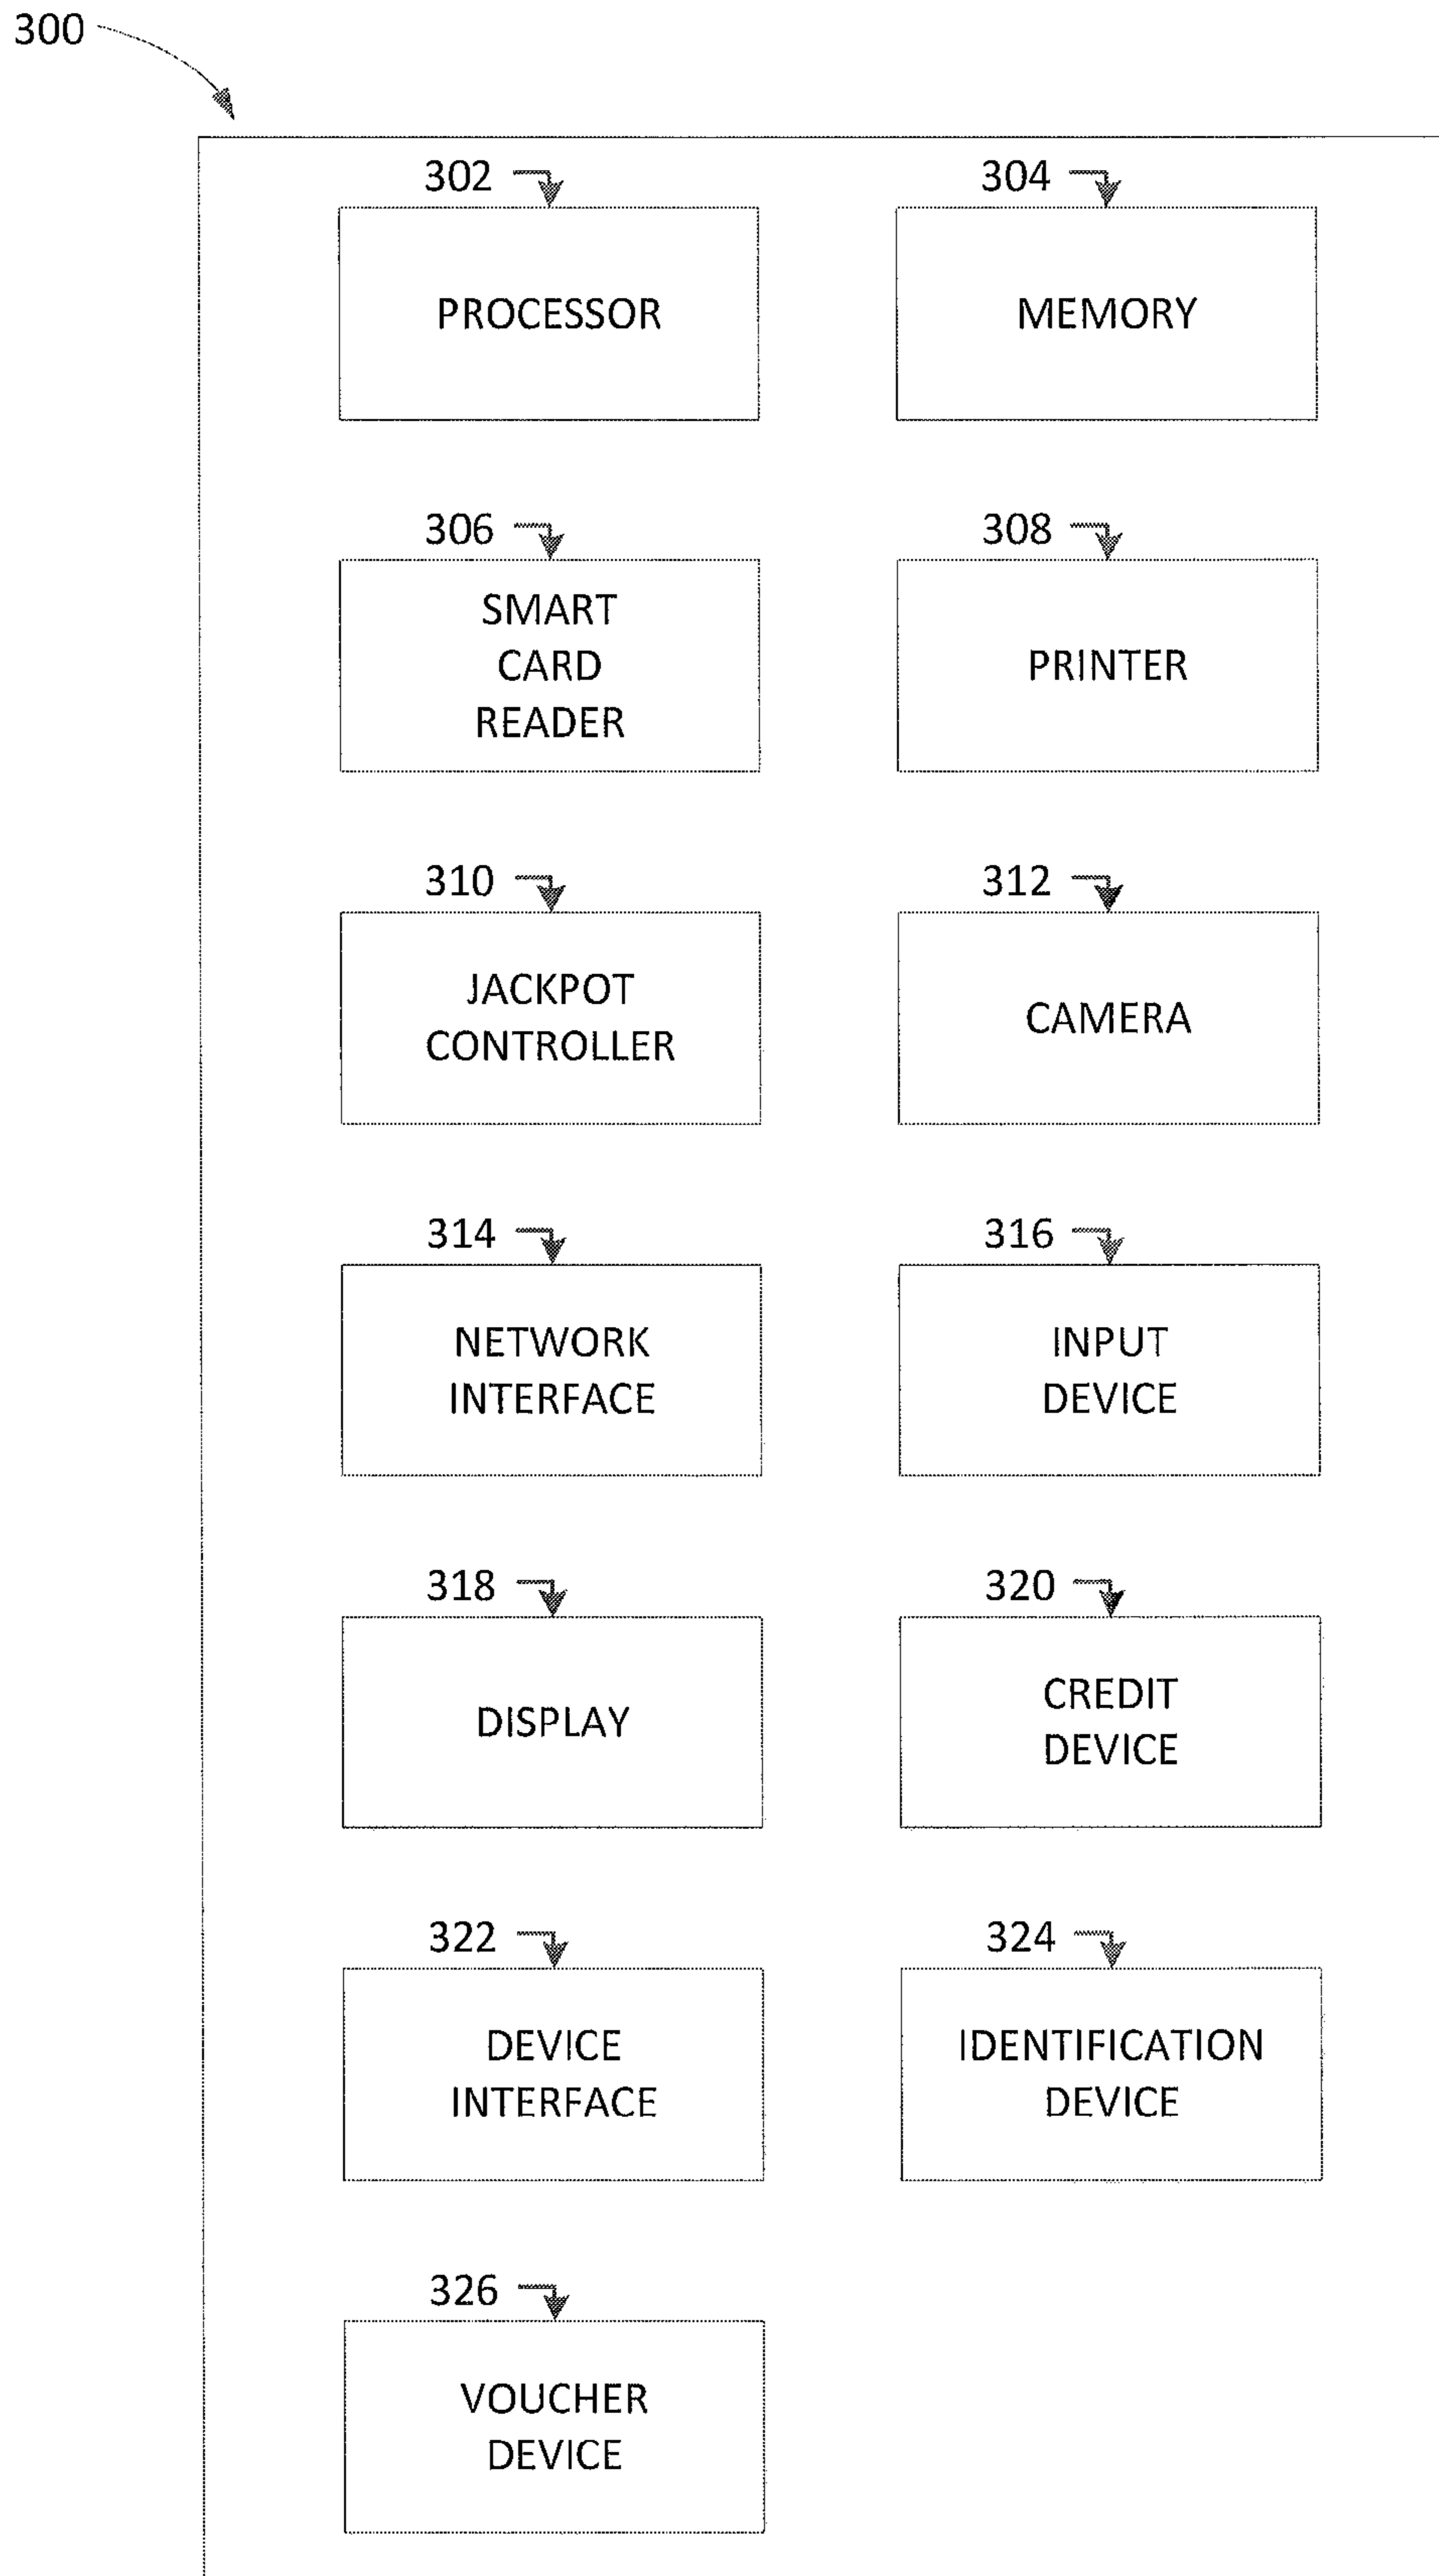 300
302
304
PROCESSOR
MEMORY
306
308
SMART
CARD
READER
PRINTER
310
312
JACKPOT
CONTROLLER
CAMERA
314
316
NETWORK
INTERFACE
INPUT
DEVICE
318
320
DISPLAY
CREDIT
DEVICE
322
324
DEVICE
INTERFACE
IDENTIFICATION
DEVICE
326
VOUCHER
DEVICE